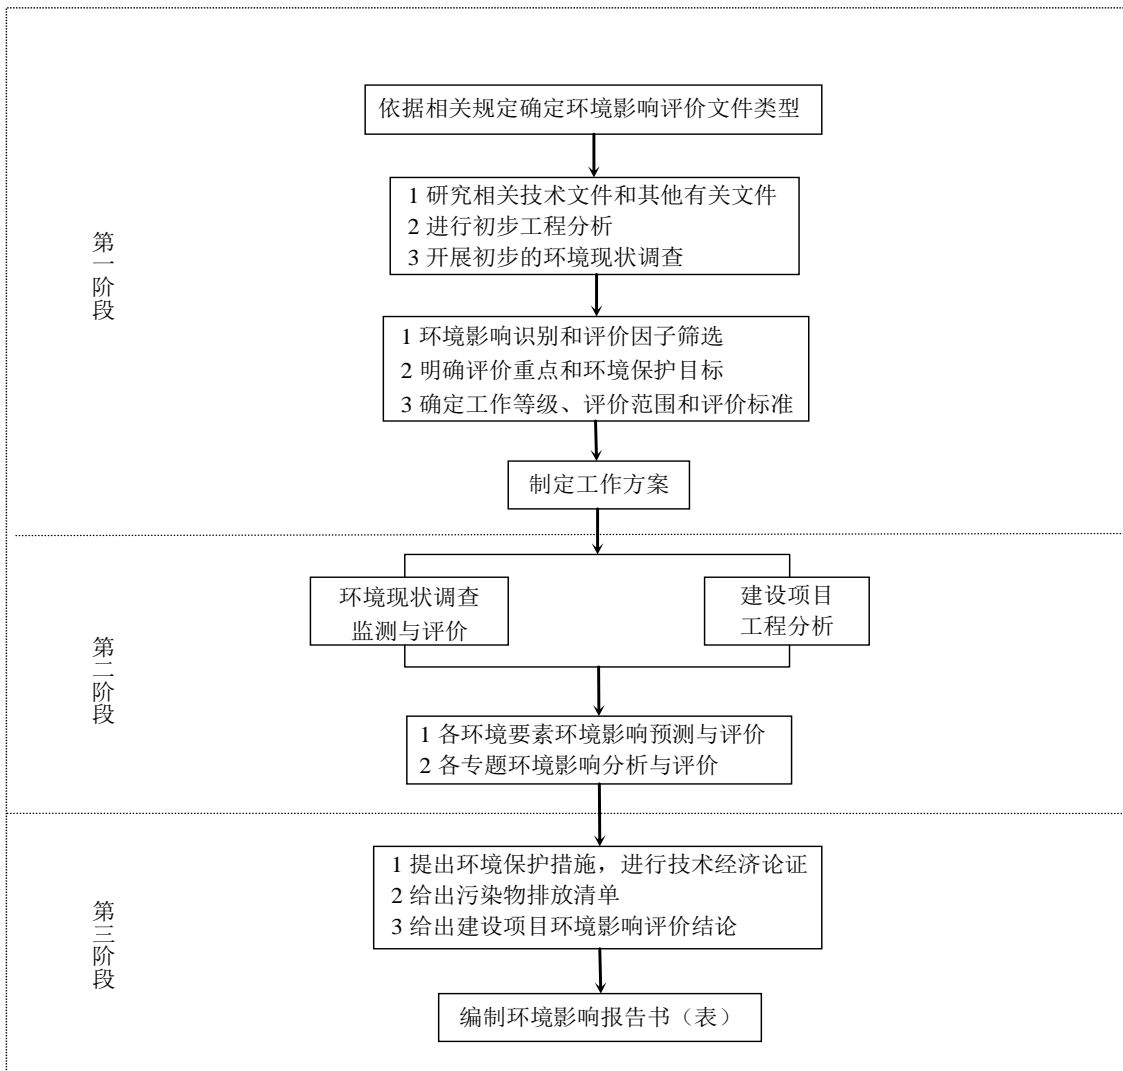 依据相关规定确定环境影响评价文件类型
第一阶段
1 研究相关技术文件和其他有关文件
2 进行初步工程分析
3 开展初步的环境现状调查
1 环境影响识别和评价因子筛选
2 明确评价重点和环境保护目标
3 确定工作等级、评价范围和评价标准
制定工作方案
第二阶段
环境现状调查
监测与评价
建设项目
工程分析
1 各环境要素环境影响预测与评价
2 各专题环境影响分析与评价
第三阶段
1 提出环境保护措施，进行技术经济论证
2 给出污染物排放清单
3 给出建设项目环境影响评价结论
编制环境影响报告书（表）